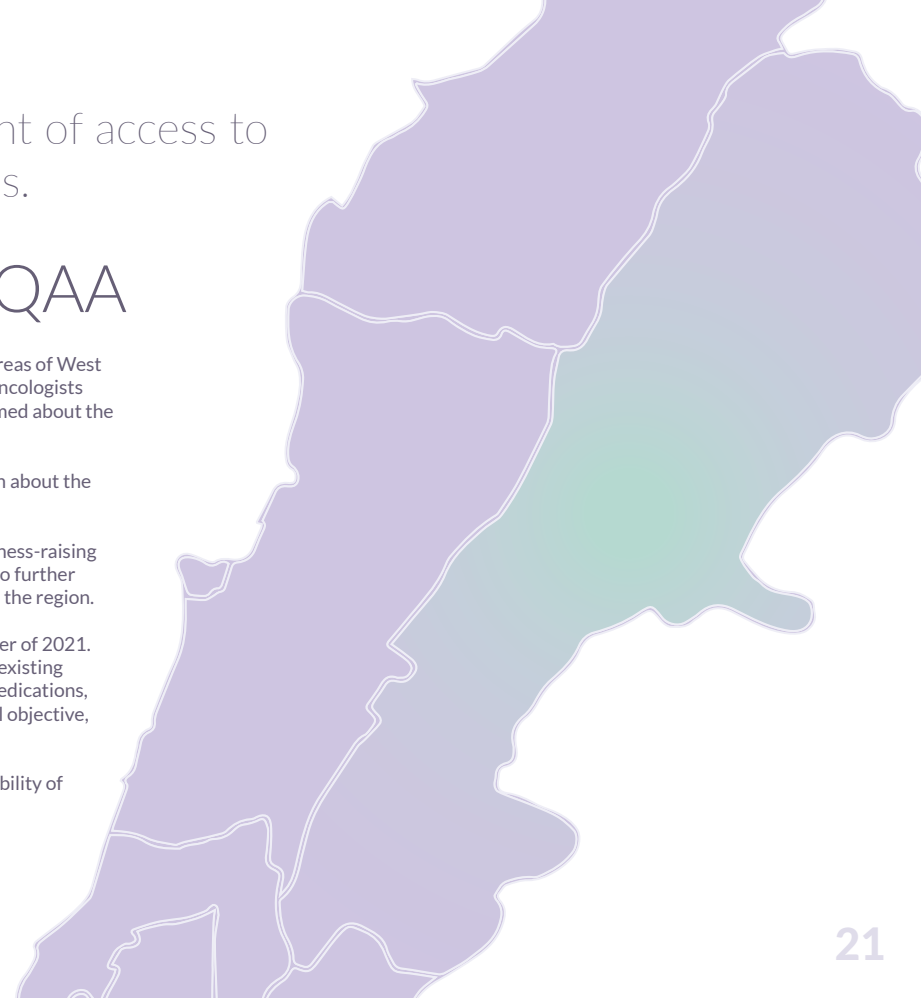 nt of access to
s.
QAA
reas of West
ncologists
med about the
n about the
ness-raising
o further
the region.
er of 2021.
existing
edications,
l objective,
bility of
21